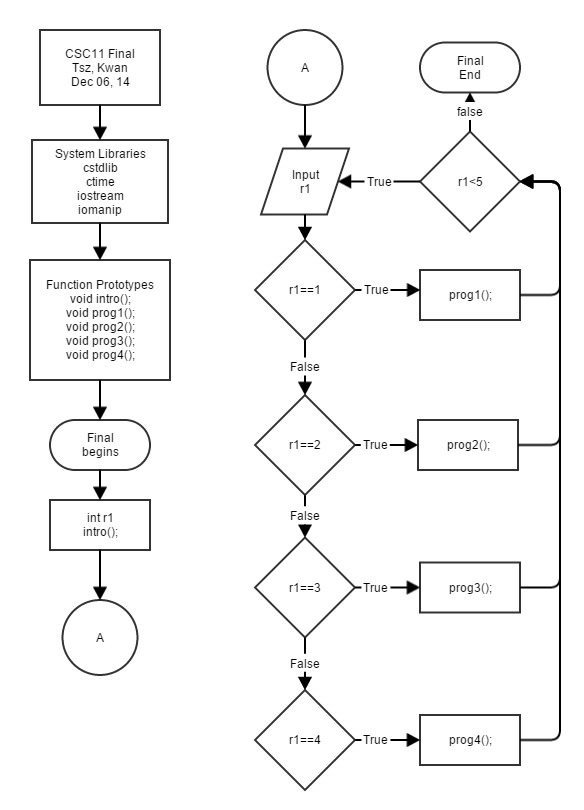 CSC11 Final
Tsz, Kwan
Dec 06, 14
System Libraries
cstdlib
ctime
iostream
iomanip
Function Prototypes
void intro();
void prog1();
void prog2();
void prog3();
void prog4();
Final
begins
int r1
intro();
A
A
Final
End
false
Input
r1
True
r1<5
r1==1
True
prog1();
False
r1==2
True
prog2();
False
r1==3
True
prog3();
False
r1==4
True
prog4();